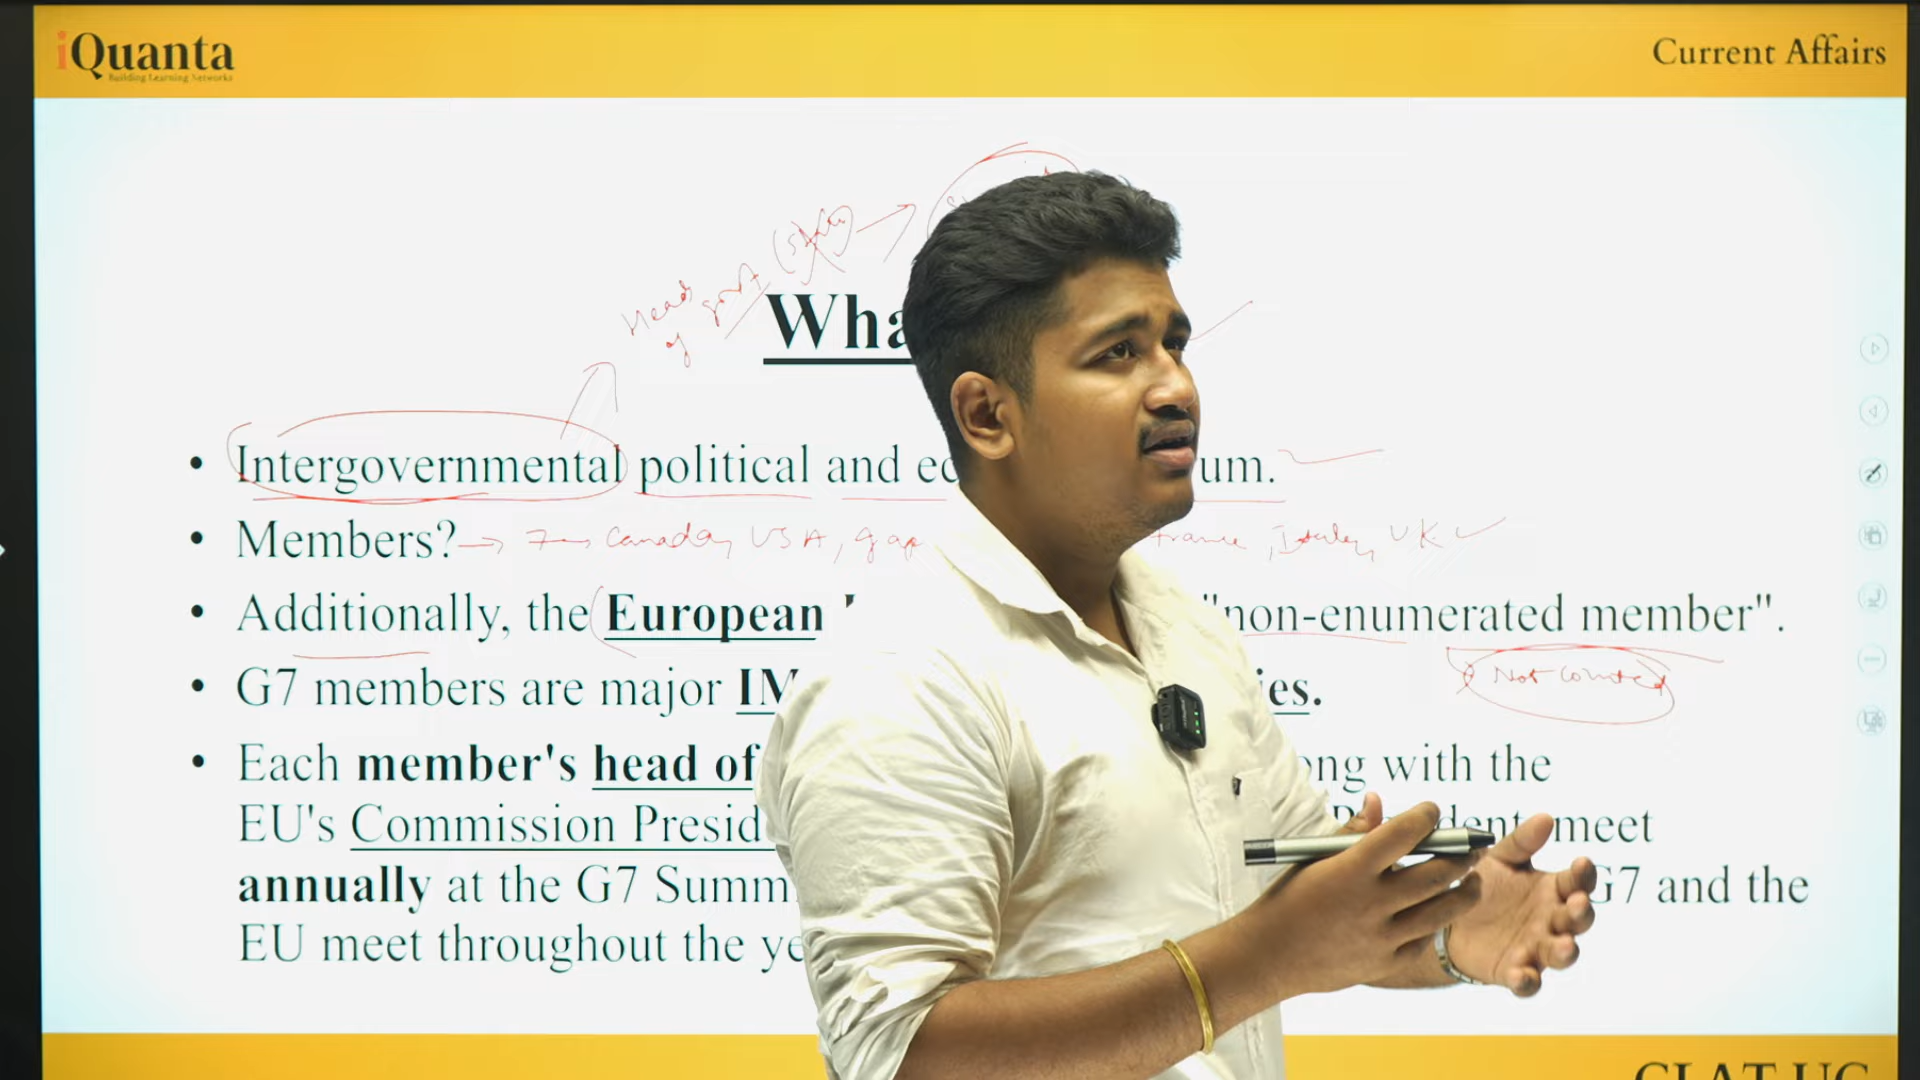 iQuanta
Building Learning Networks
Current Affairs
Heads
of govt
Wha
• Intergovernmental political and ec um.
• Members? → 7 → Canada, USA, Jap France, Italy, UK
• Additionally, the European "non-enumerated member".
Not counted
• G7 members are major IM ies.
• Each member's head of ong with the
EU's Commission Presid President, meet
annually at the G7 Summ G7 and the
EU meet throughout the ye
CLAT UG